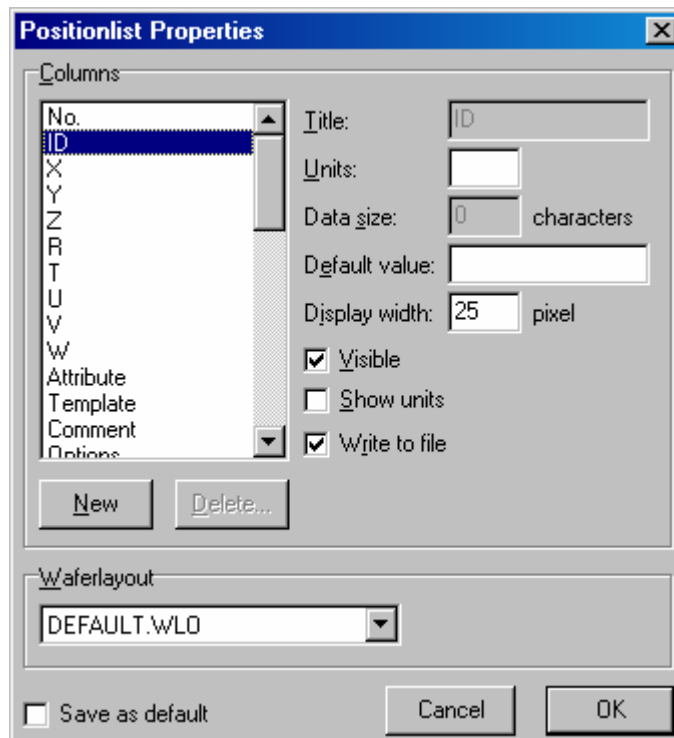 Positionlist Properties
Columns
No.
ID
X
Y
Z
R
T
U
V
W
Attribute
Template
Comment
Options
Title: ID
Units:
Data size: 0 characters
Default value:
Display width: 25 pixel
Visible
Show units
Write to file
New Delete...
Waferlayout
DEFAULT.WLO
Save as default
Cancel OK